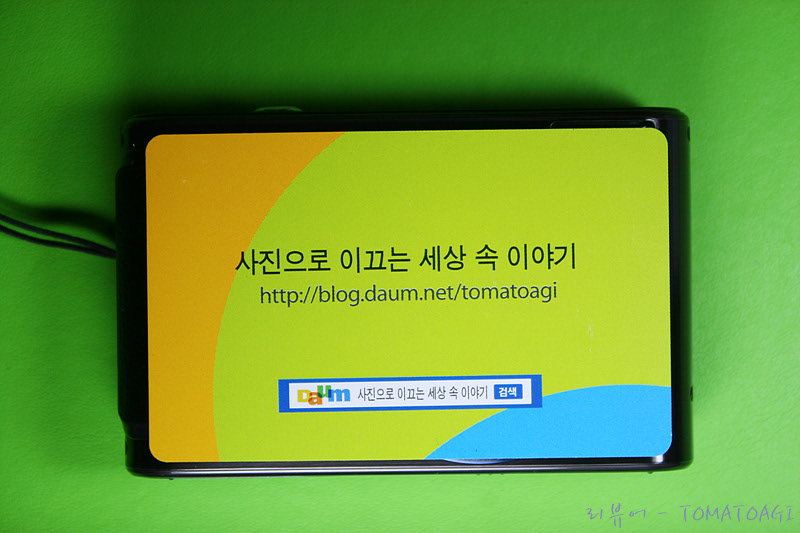 사진으로 이끄는 세상 속 이야기
http://blog.daum.net/tomatoagi
Daum 사진으로 이끄는 세상 속 이야기 검색
리뷰어 - TOMATOAGI